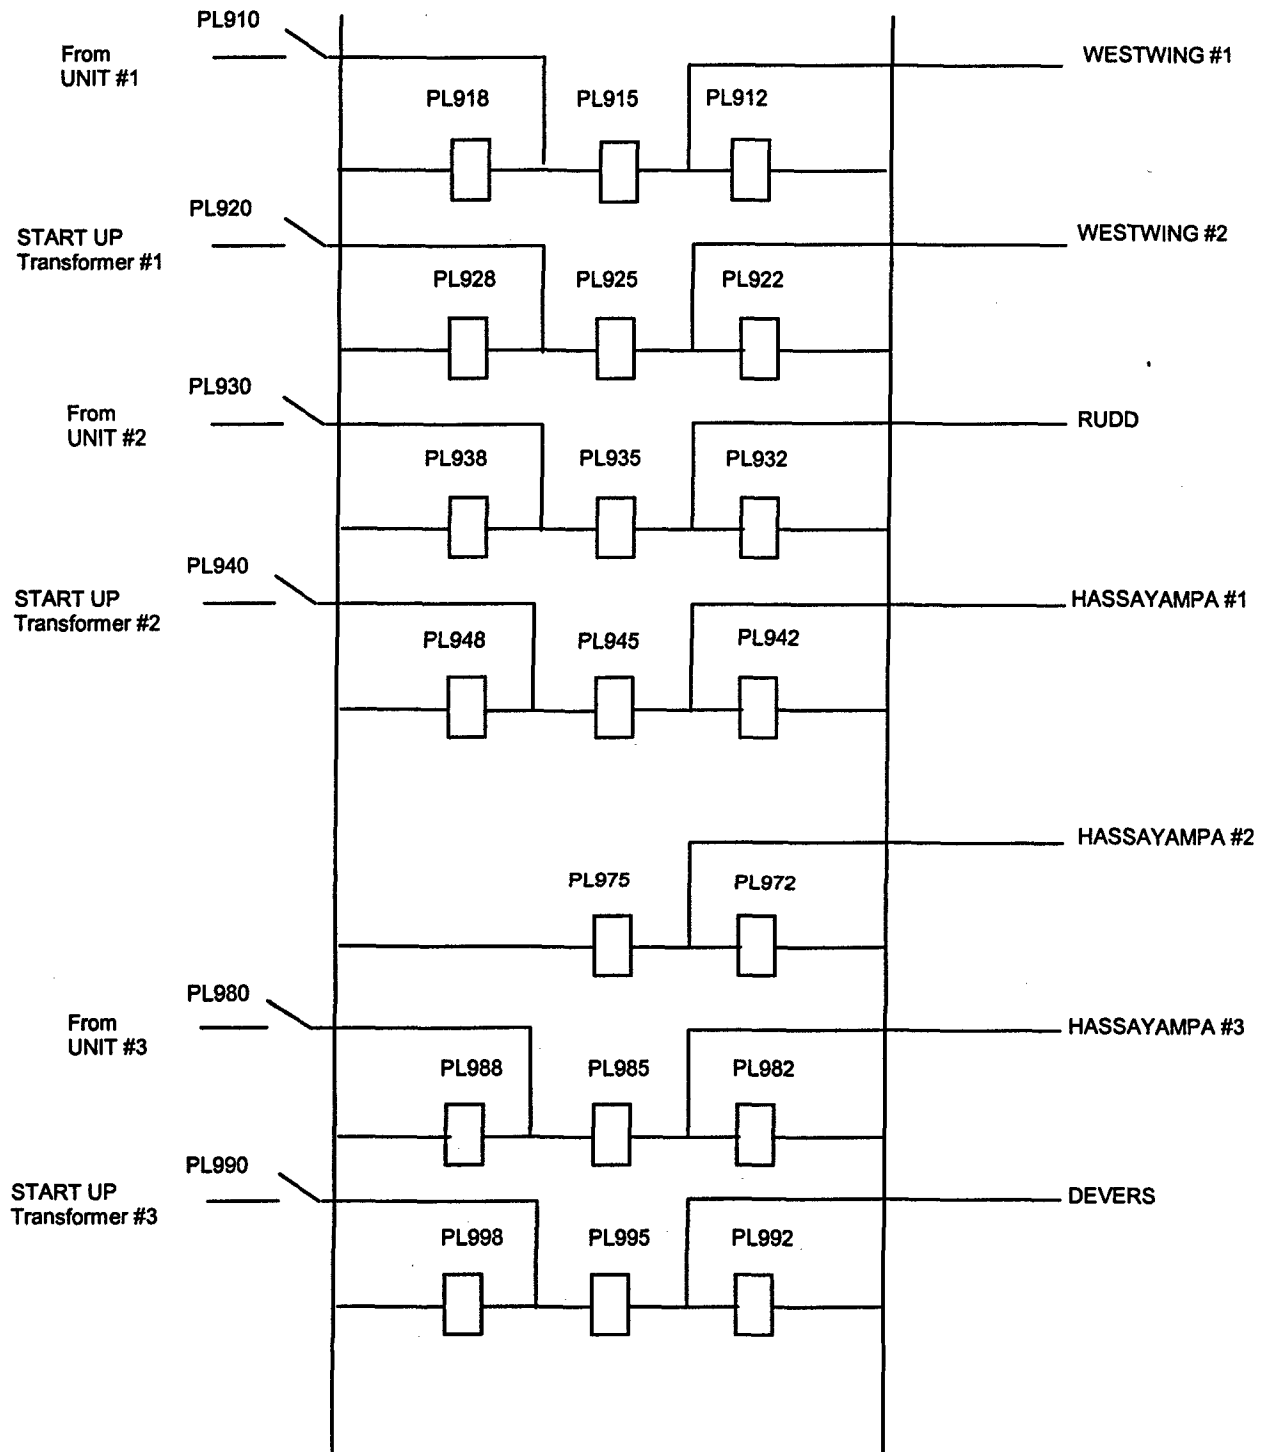 PL910
From
UNIT #1
WESTWING #1
PL918
PL915
PL912
PL920
START UP
Transformer #1
WESTWING #2
PL928
PL925
PL922
PL930
From
UNIT #2
RUDD
PL938
PL935
PL932
PL940
START UP
Transformer #2
HASSAYAMPA #1
PL948
PL945
PL942
HASSAYAMPA #2
PL975
PL972
PL980
From
UNIT #3
HASSAYAMPA #3
PL988
PL985
PL982
PL990
START UP
Transformer #3
DEVERS
PL998
PL995
PL992